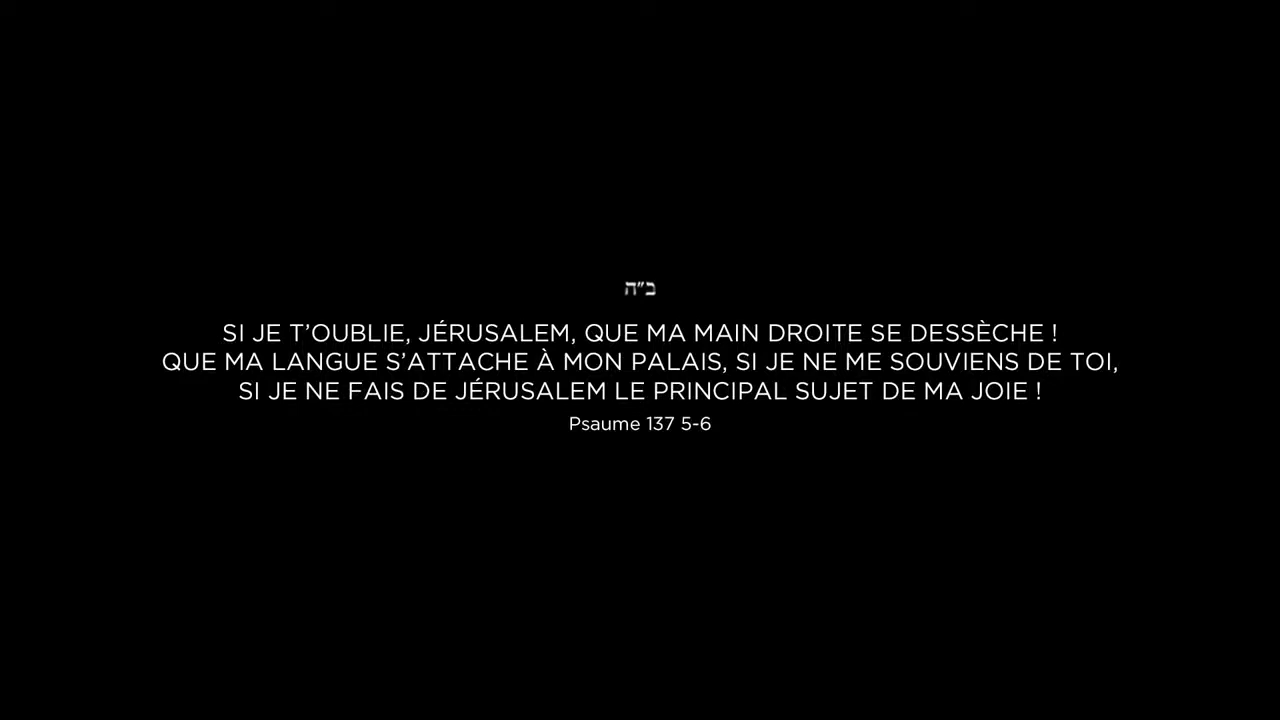 ב״ה
SI JE T’OUBLIE, JÉRUSALEM, QUE MA MAIN DROITE SE DESSÈCHE !
QUE MA LANGUE S’ATTACHE À MON PALAIS, SI JE NE ME SOUVIENS DE TOI,
SI JE NE FAIS DE JÉRUSALEM LE PRINCIPAL SUJET DE MA JOIE !
Psaume 137 5-6